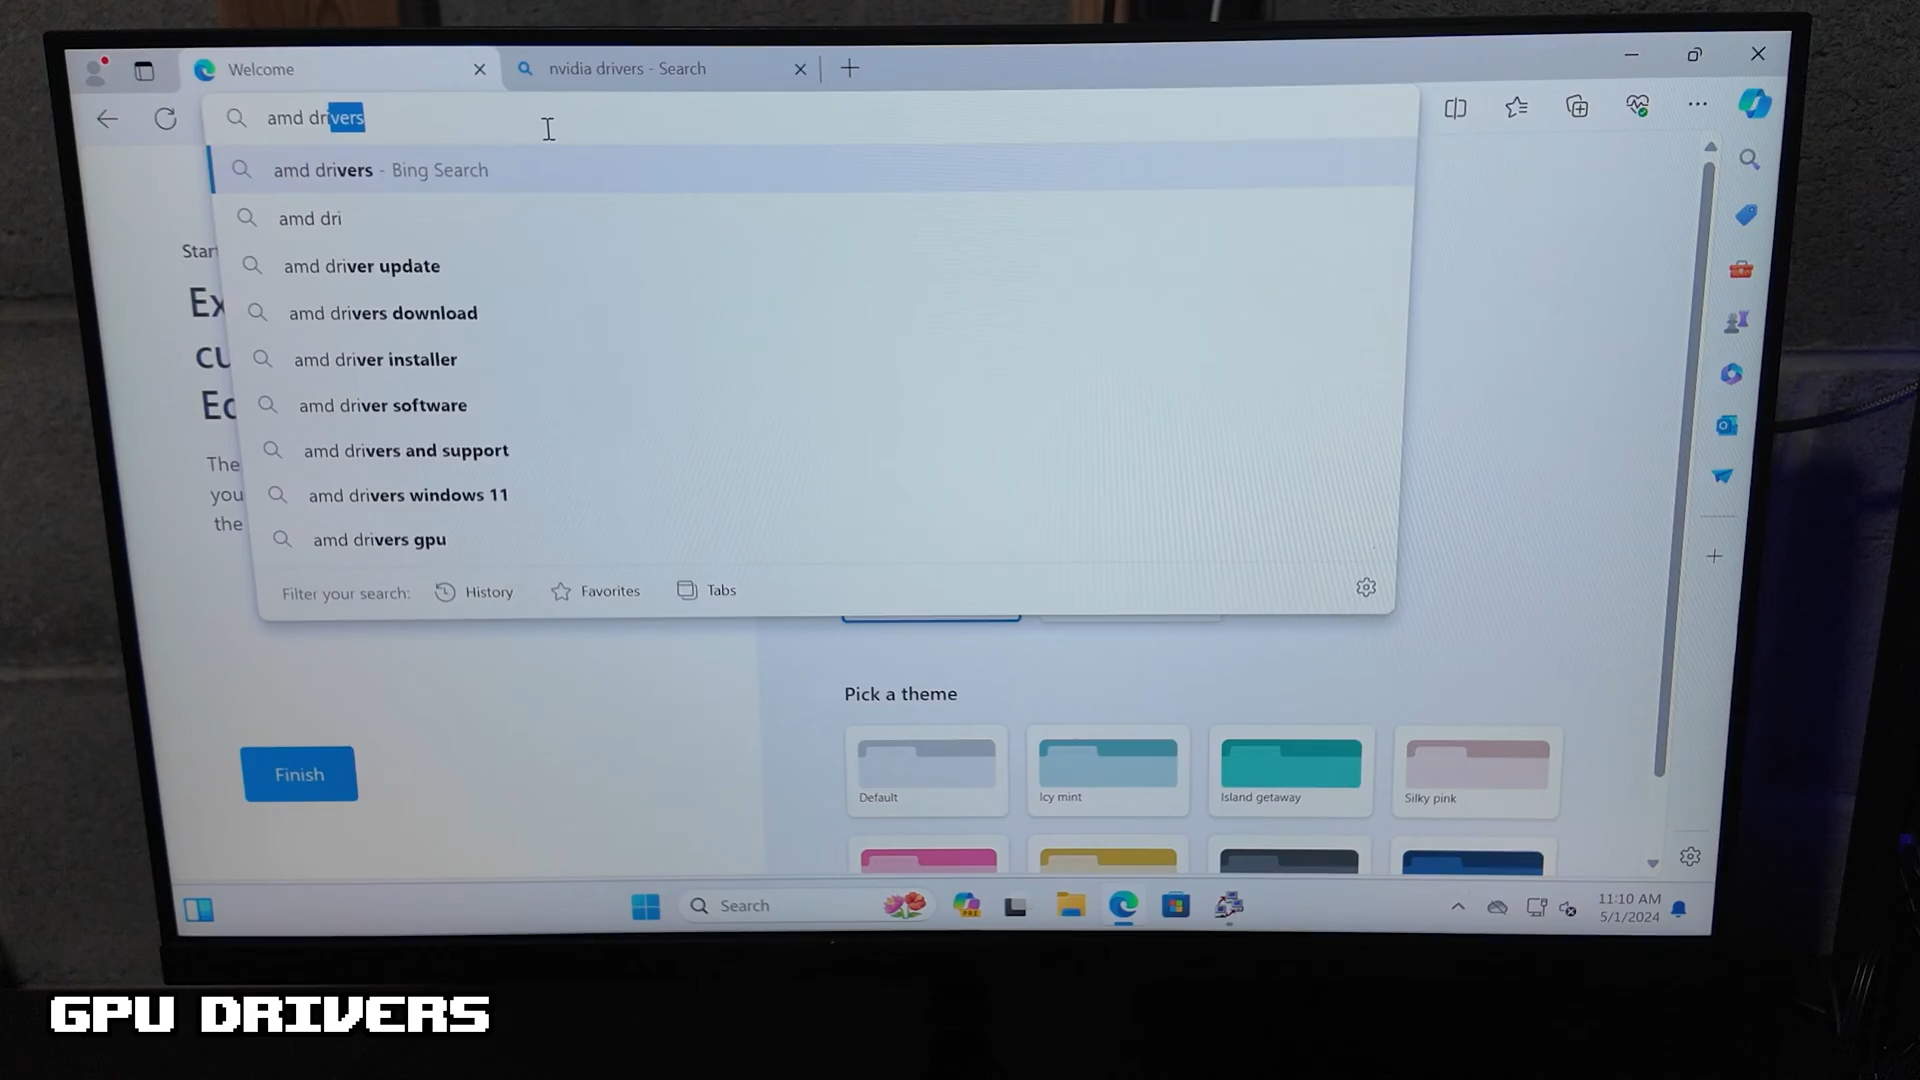 Welcome
nvidia drivers - Search
amd drivers
amd drivers - Bing Search
amd dri
amd driver update
amd drivers download
amd driver installer
amd driver software
amd drivers and support
amd drivers windows 11
amd drivers gpu
Filter your search: History Favorites Tabs
Star
Ex
cu
Ed
The
you
the
Finish
Pick a theme
Default
Icy mint
Island getaway
Silky pink
Search
PRE
11:10 AM
5/1/2024
GPU DRIVERS